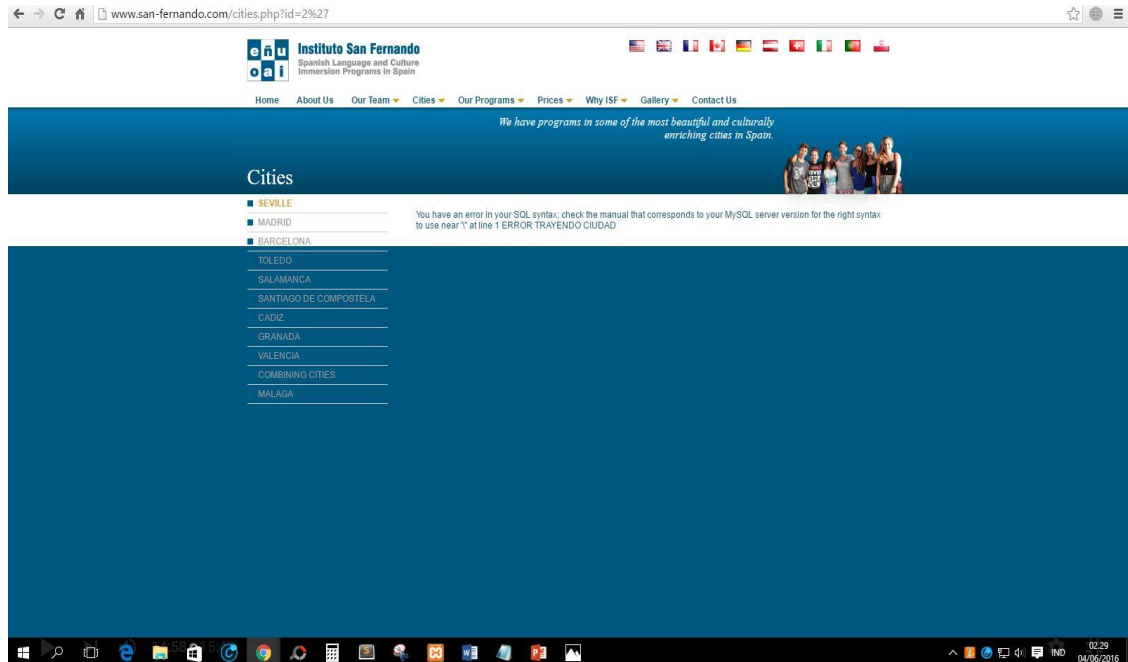 www.san-fernando.com/cities.php?id=2%27
eñu
oai
Instituto San Fernando
Spanish Language and Culture
Immersion Programs In Spain
Home About Us Our Team Cities Our Programs Prices Why ISF Gallery Contact Us
We have programs in some of the most beautiful and culturally
enriching cities in Spain.
Cities
SEVILLE
MADRID
BARCELONA
TOLEDO
SALAMANCA
SANTIAGO DE COMPOSTELA
CADIZ
GRANADA
VALENCIA
COMBINING CITIES
MALAGA
You have an error in your SQL syntax; check the manual that corresponds to your MySQL server version for the right syntax
to use near '\'' at line 1 ERROR TRAYENDO CIUDAD
IND
02.29
04/06/2016